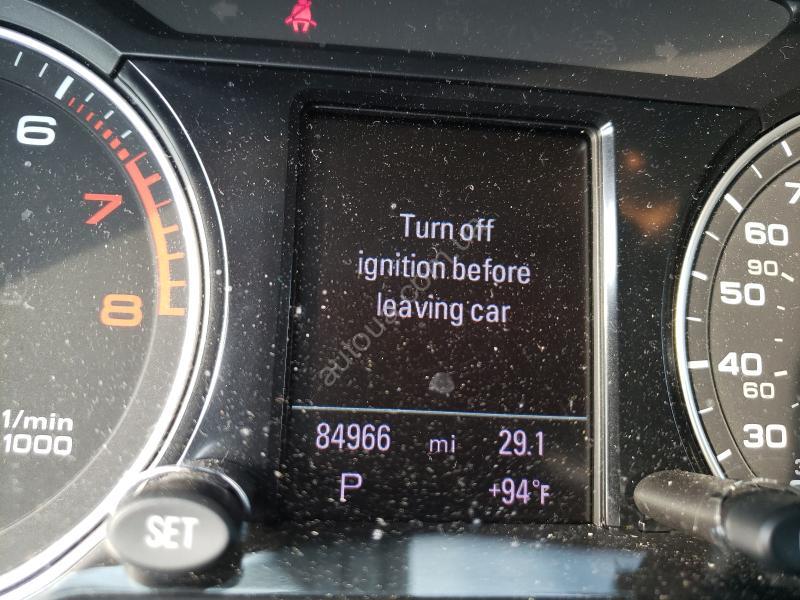 6
7
8
1/min
1000
Turn off
ignition before
leaving car
84966 mi 29.1
P +94°F
SET
60
90
50
40
60
30